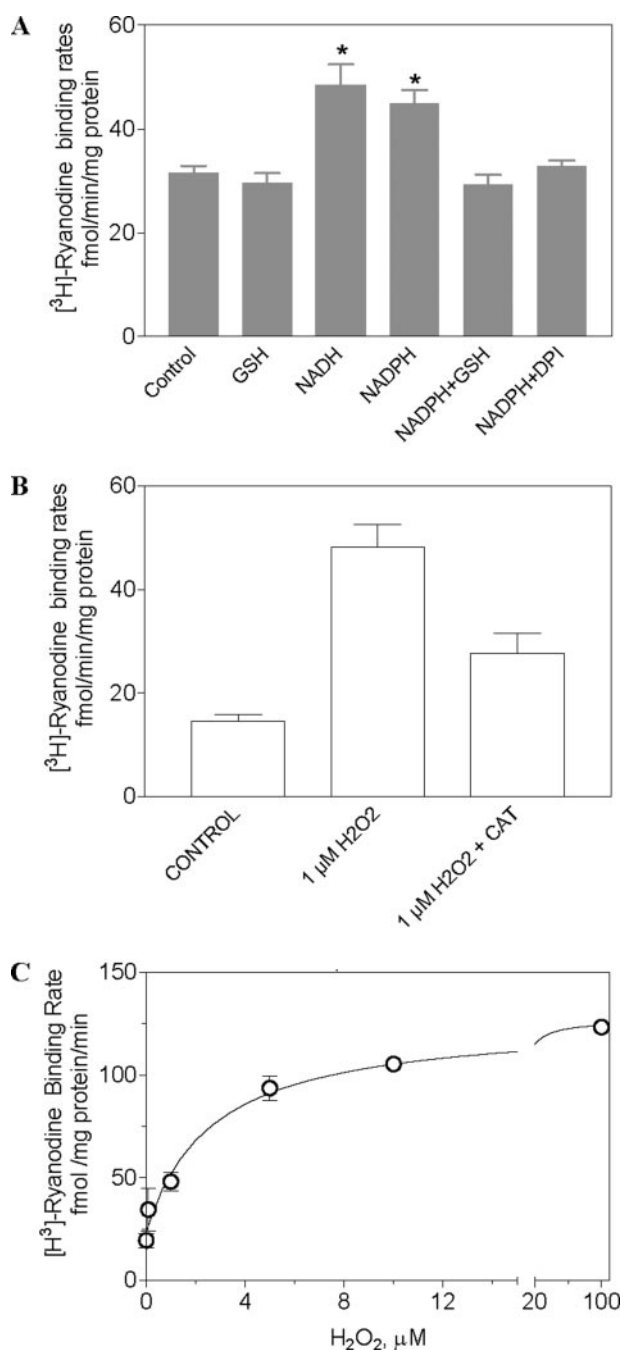 A
[³H]-Ryanodine binding rates
fmol/min/mg protein
60
40
20
0
*
*
Control
GSH
NADH
NADPH
NADPH+GSH
NADPH+DPI
B
[³H]-Ryanodine binding rates
fmol/min/mg protein
60
40
20
0
CONTROL
1 µM H2O2
1 µM H2O2 + CAT
C
[H³]-Ryanodine Binding Rate
fmol /mg protein/min
150
100
50
0
0
4
8
12
20
100
H₂O₂, µM